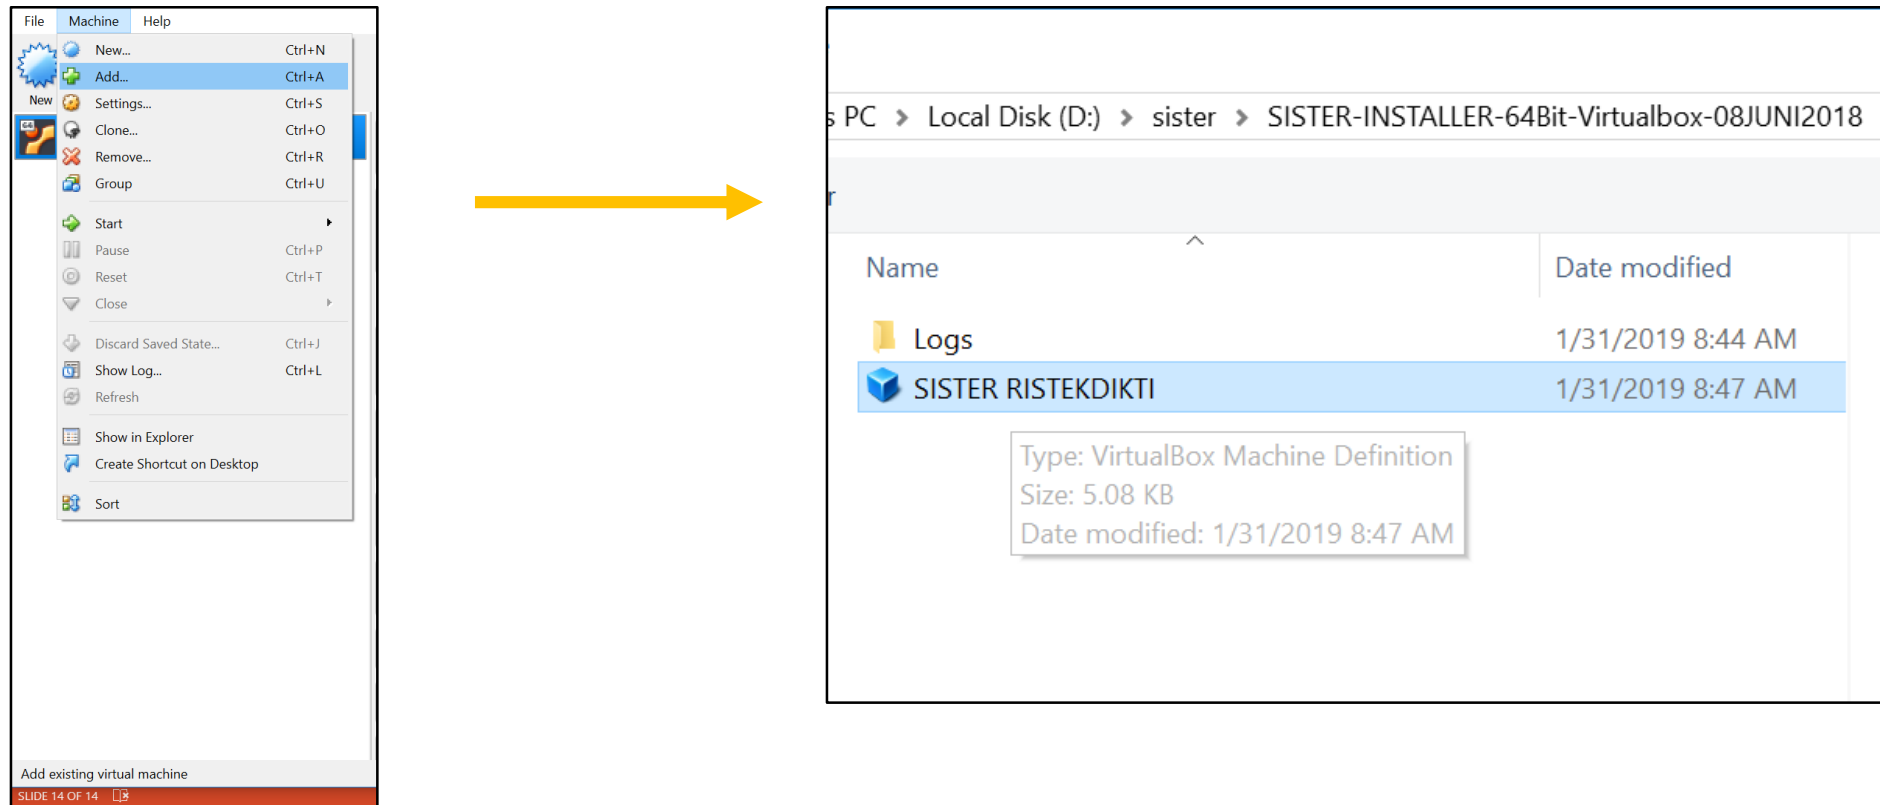 File Machine Help
New... Ctrl+N
Add... Ctrl+A
New
Settings... Ctrl+S
64
Clone... Ctrl+O
Remove... Ctrl+R
Group Ctrl+U
Start
Pause Ctrl+P
Reset Ctrl+T
Close
Discard Saved State... Ctrl+J
Show Log... Ctrl+L
Refresh
Show in Explorer
Create Shortcut on Desktop
Sort
Add existing virtual machine
SLIDE 14 OF 14
s PC > Local Disk (D:) > sister > SISTER-INSTALLER-64Bit-Virtualbox-08JUNI2018
r
Name Date modified
Logs 1/31/2019 8:44 AM
SISTER RISTEKDIKTI 1/31/2019 8:47 AM
Type: VirtualBox Machine Definition
Size: 5.08 KB
Date modified: 1/31/2019 8:47 AM